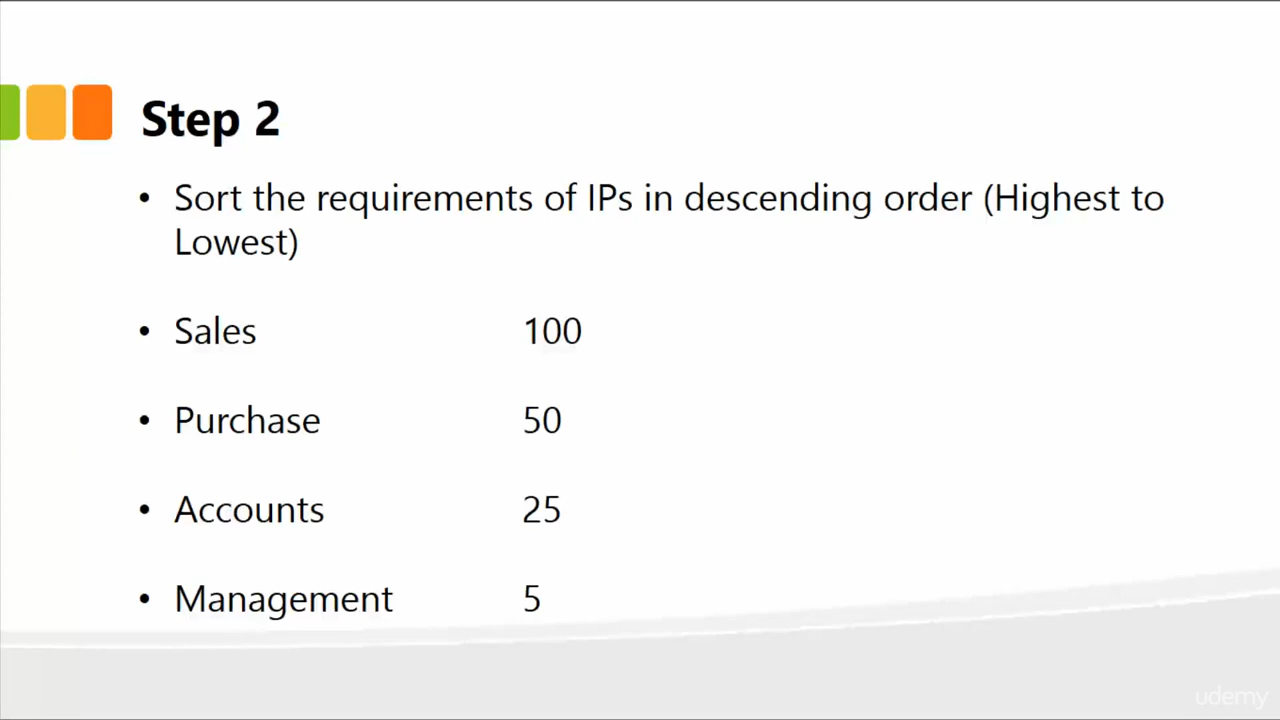 Step 2
• Sort the requirements of IPs in descending order (Highest to
Lowest)
• Sales 100
• Purchase 50
• Accounts 25
• Management 5
udemy